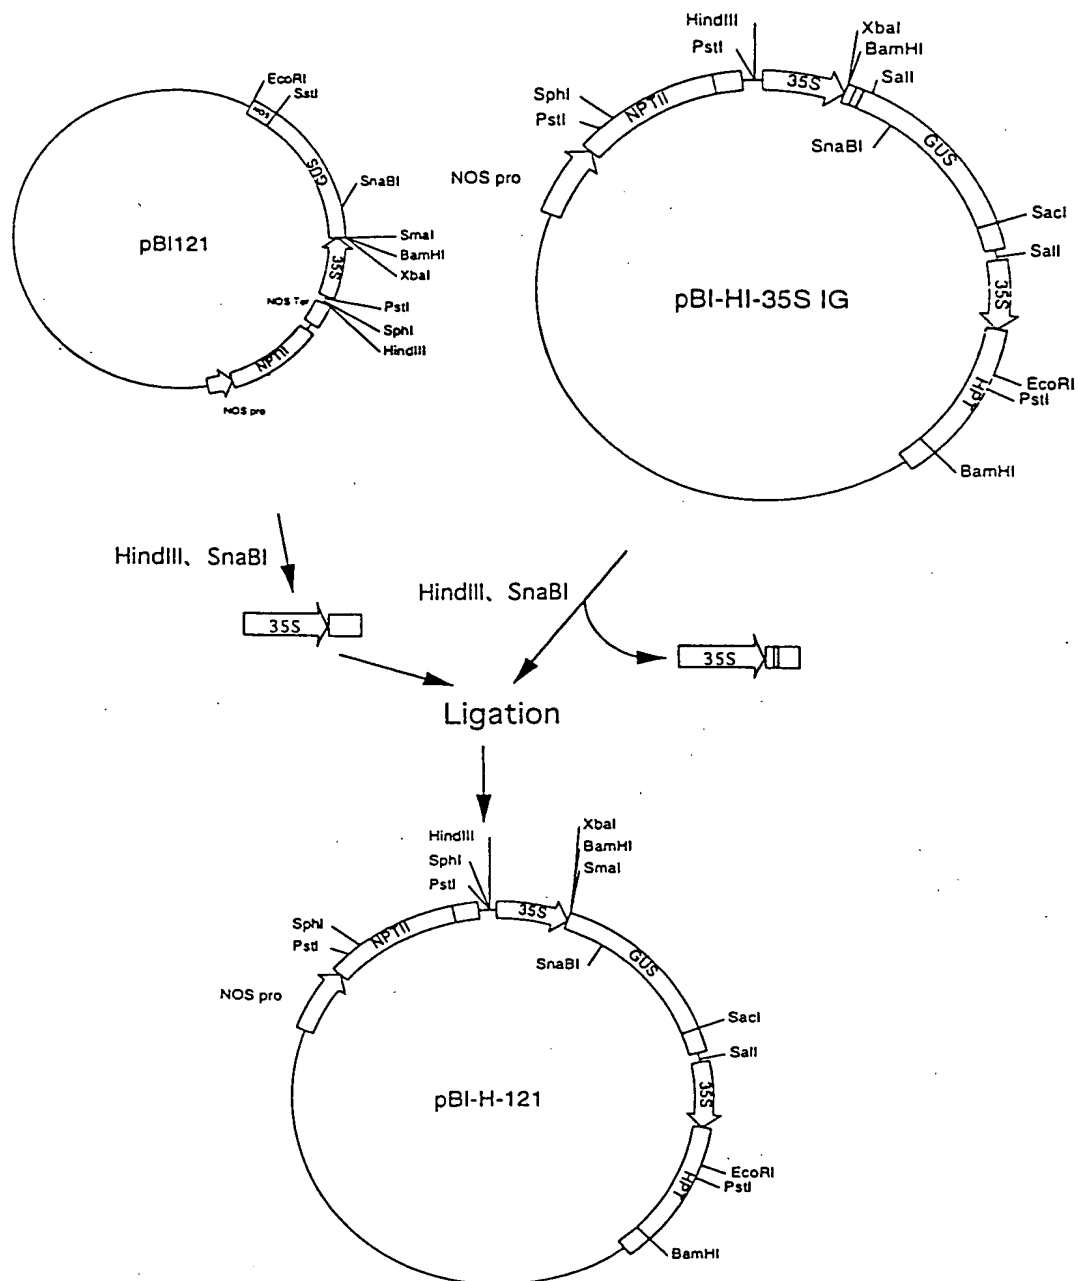 EcoRI
SstI
NOS
GUS
SnaBI
pBI121
SmaI
BamHI
XbaI
35S
NOS Ter
PstI
SphI
HindIII
NPTII
NOS pro
HindIII
PstI
XbaI
BamHI
SalI
35S
SphI
PstI
NPTII
SnaBI
GUS
NOS pro
SacI
SalI
pBI-HI-35S IG
35S
EcoRI
PstI
HPT
BamHI
HindIII、SnaBI
HindIII、SnaBI
35S
35S
Ligation
HindIII
SphI
PstI
XbaI
BamHI
SmaI
35S
SphI
PstI
NPTII
SnaBI
GUS
NOS pro
SacI
SalI
pBI-H-121
35S
EcoRI
PstI
HPT
BamHI